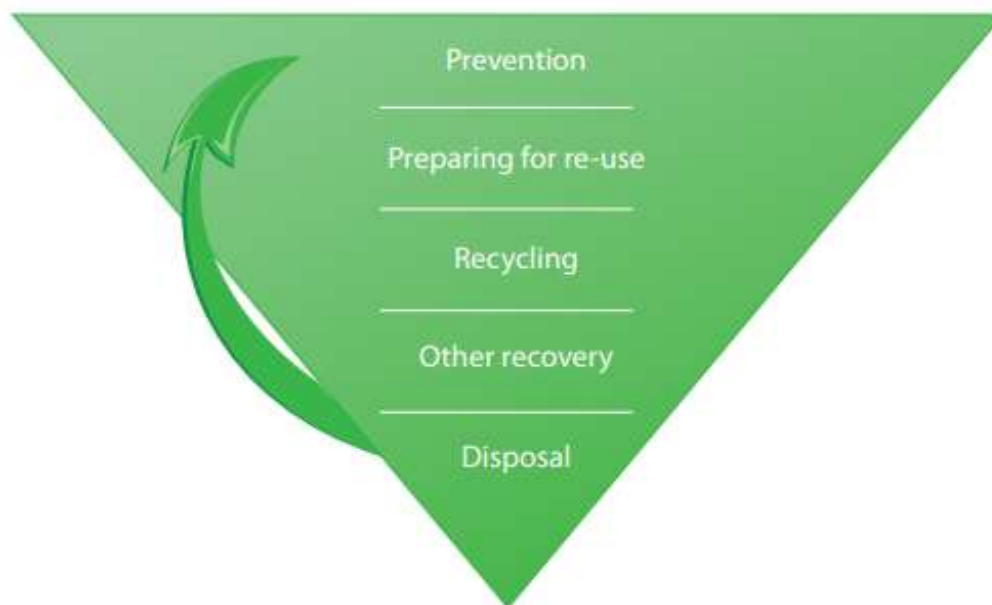 Prevention
Preparing for re-use
Recycling
Other recovery
Disposal